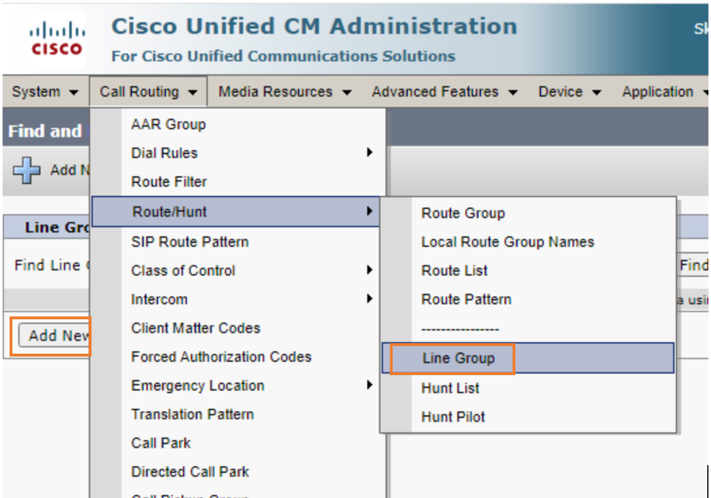 Cisco Unified CM Administration
CISCO
For Cisco Unified Communications Solutions
System Call Routing Media Resources Advanced Features Device Application
Find and
AAR Group
Add N
Dial Rules
Route Filter
Route/Hunt
Route Group
Line Gro
SIP Route Pattern
Local Route Group Names
Find Line
Class of Control
Route List
Find
Intercom
Route Pattern
a usi
Client Matter Codes
----------------
Add New
Forced Authorization Codes
Line Group
Emergency Location
Hunt List
Translation Pattern
Hunt Pilot
Call Park
Directed Call Park